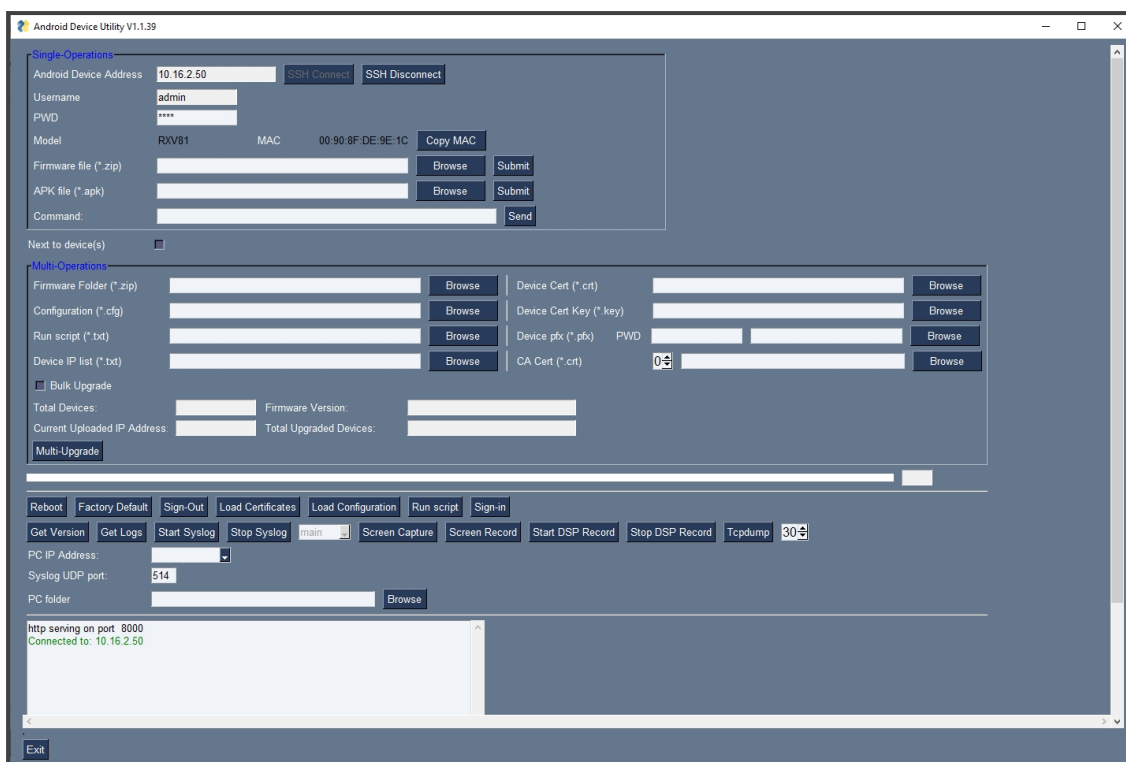 Android Device Utility V1.1.39
Single-Operations
Android Device Address 10.16.2.50 SSH Connect SSH Disconnect
Username admin
PWD ****
Model RXV81 MAC 00:90:8F:DE:9E:1C Copy MAC
Firmware file (*.zip) Browse Submit
APK file (*.apk) Browse Submit
Command: Send
Next to device(s)
Multi-Operations
Firmware Folder (*.zip) Browse Device Cert (*.crt) Browse
Configuration (*.cfg) Browse Device Cert Key (*.key) Browse
Run script (*.txt) Browse Device pfx (*.pfx) PWD Browse
Device IP list (*.txt) Browse CA Cert (*.crt) 0 Browse
Bulk Upgrade
Total Devices: Firmware Version:
Current Uploaded IP Address: Total Upgraded Devices:
Multi-Upgrade
Reboot Factory Default Sign-Out Load Certificates Load Configuration Run script Sign-in
Get Version Get Logs Start Syslog Stop Syslog main Screen Capture Screen Record Start DSP Record Stop DSP Record Tcpdump 30
PC IP Address:
Syslog UDP port: 514
PC folder Browse
http serving on port 8000
Connected to: 10.16.2.50
Exit